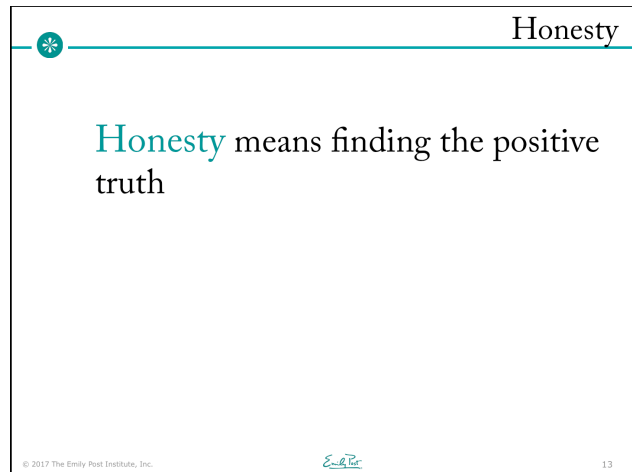 Honesty
Honesty means finding the positive
truth
© 2017 The Emily Post Institute, Inc.
Emily Post
13